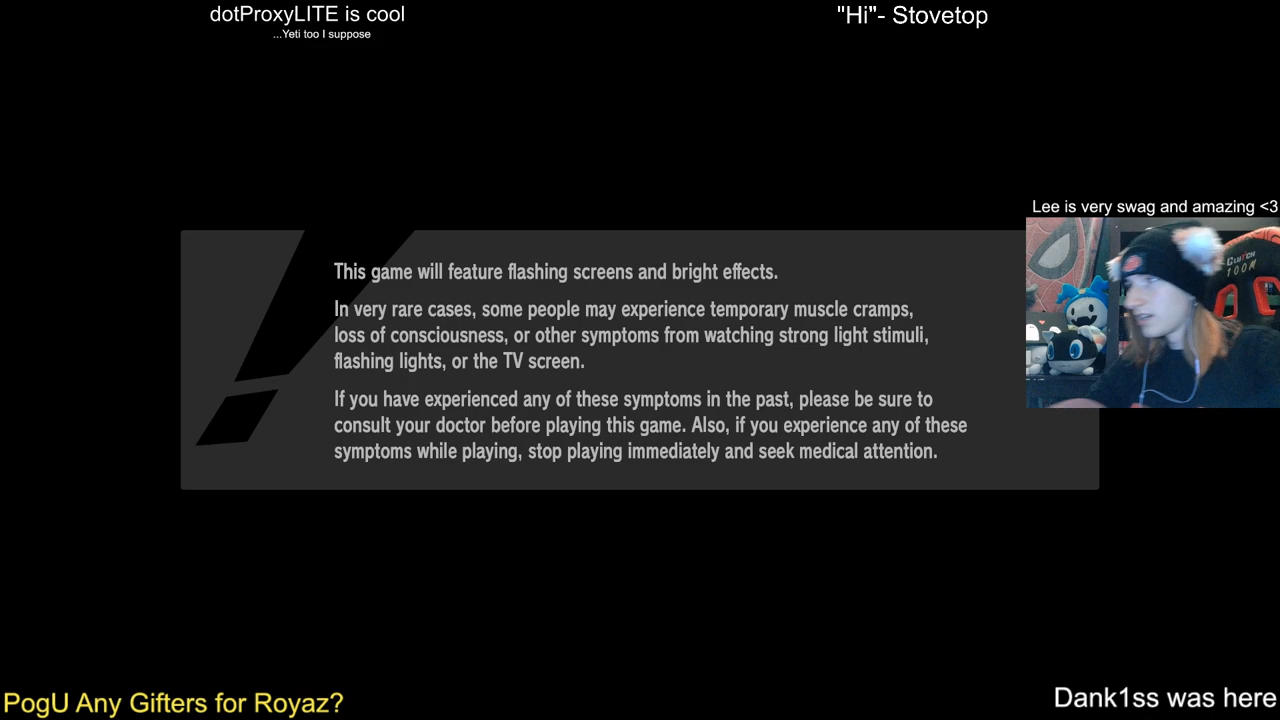 dotProxyLITE is cool
...Yeti too I suppose
"Hi"- Stovetop
Lee is very swag and amazing <3
CLUTCH
100M
This game will feature flashing screens and bright effects.
In very rare cases, some people may experience temporary muscle cramps,
loss of consciousness, or other symptoms from watching strong light stimuli,
flashing lights, or the TV screen.
If you have experienced any of these symptoms in the past, please be sure to
consult your doctor before playing this game. Also, if you experience any of these
symptoms while playing, stop playing immediately and seek medical attention.
PogU Any Gifters for Royaz?
Dank1ss was here